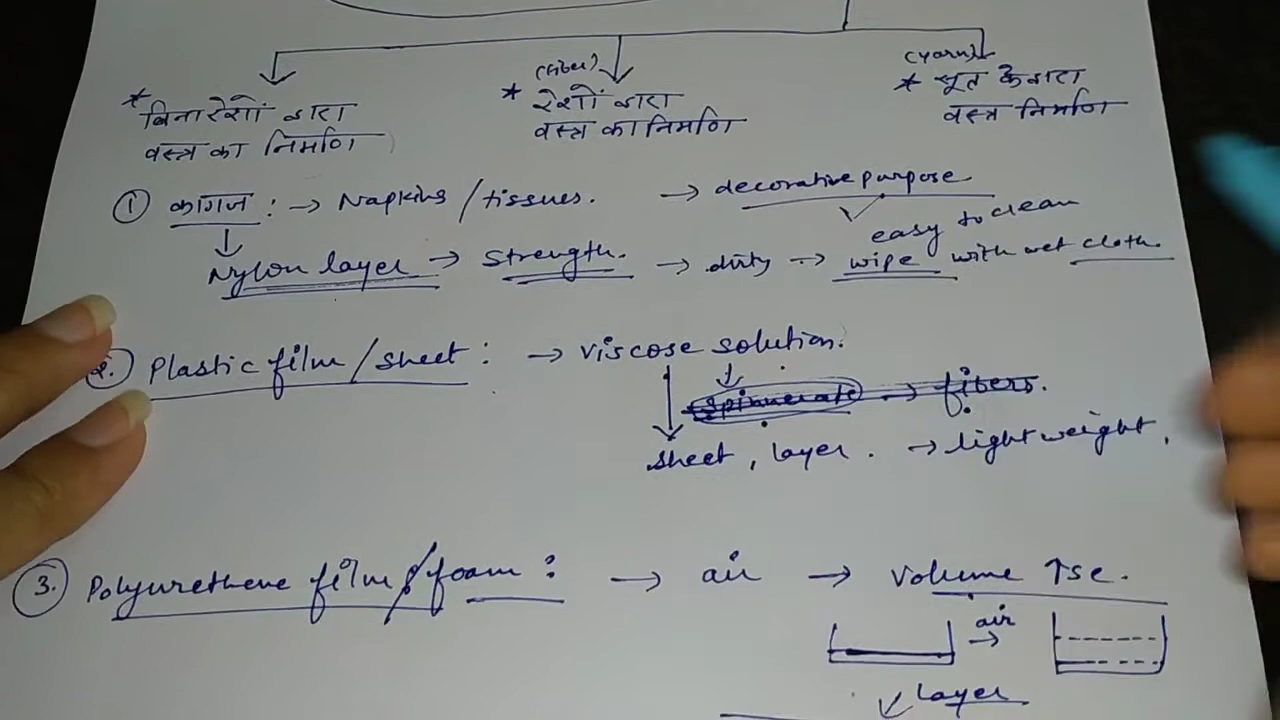 (fiber)
(yarn)
* बिना रेशों द्वारा
वस्त्र का निर्माण
* रेशों द्वारा
वस्त्र का निर्माण
* सूत के द्वारा
वस्त्र निर्माण
① कागज : → Napkins / tissues. → decorative purpose
easy to clean
↓ Nylon layer → strength. → dirty → wipe with wet cloth.
2. Plastic film / sheet : → viscose solution.
spinnerate → fibers.
sheet, layer. → light weight,
3. Polyurethene film / foam : → air → volume ↑se.
air →
layer